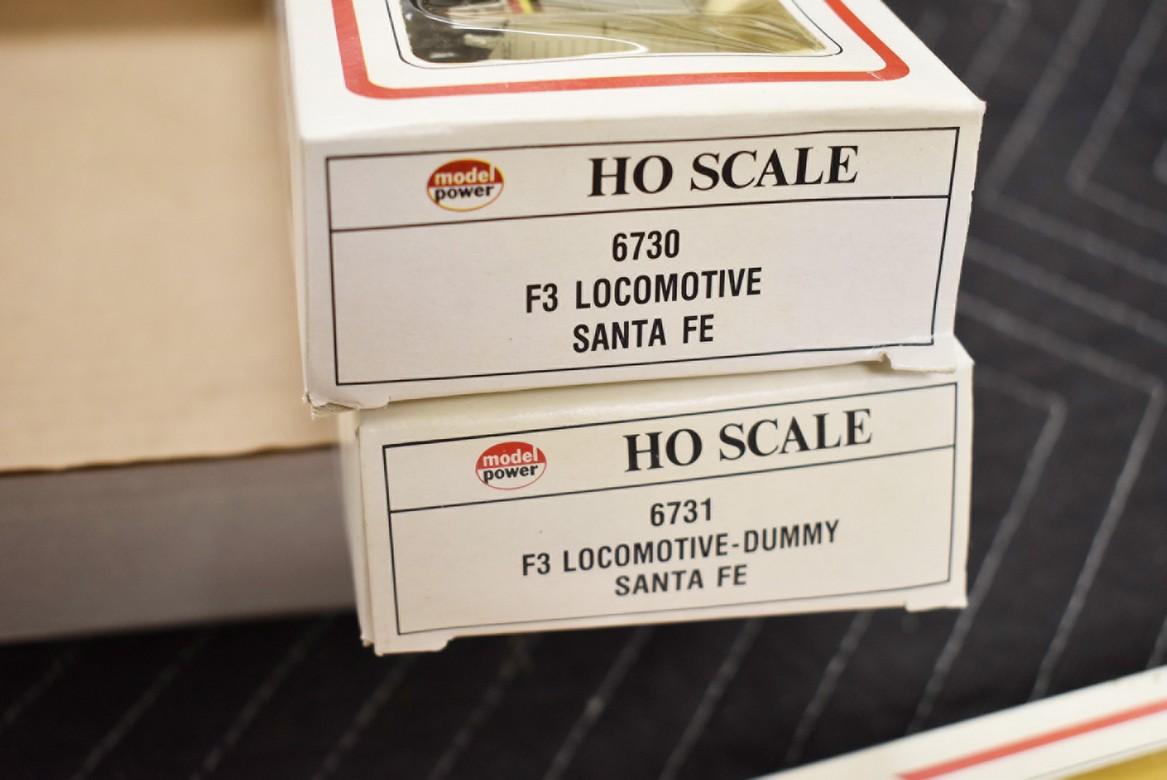 model
power
HO SCALE
6730
F3 LOCOMOTIVE
SANTA FE
model
power
HO SCALE
6731
F3 LOCOMOTIVE-DUMMY
SANTA FE